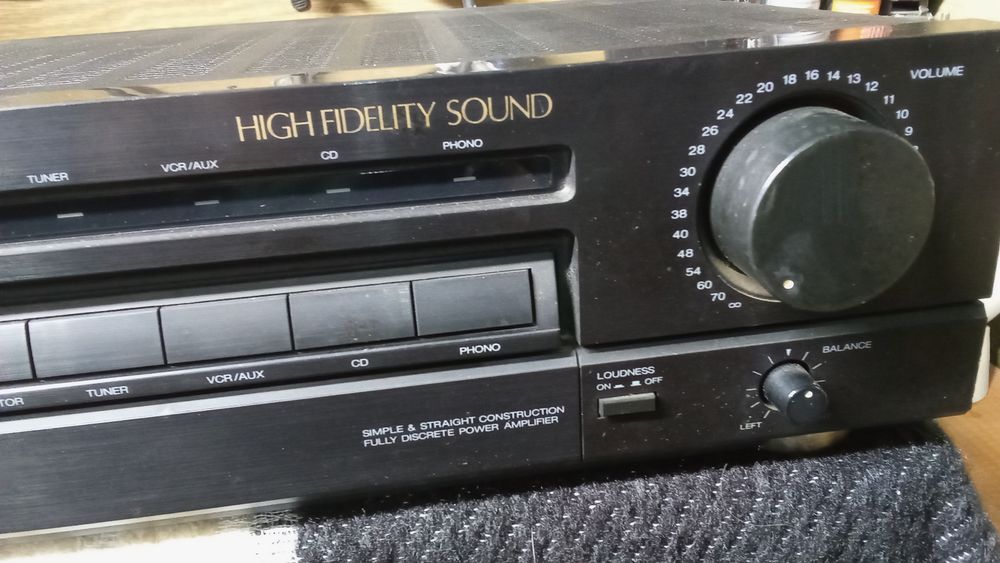 HIGH FIDELITY SOUND
VOLUME
TUNER
VCR/AUX
CD
PHONO
∞
70
60
54
48
40
38
34
30
28
26
24
22
20
18
16
14
13
12
11
10
9
TOR
TUNER
VCR/AUX
CD
PHONO
SIMPLE & STRAIGHT CONSTRUCTION
FULLY DISCRETE POWER AMPLIFIER
LOUDNESS
ON OFF
BALANCE
LEFT